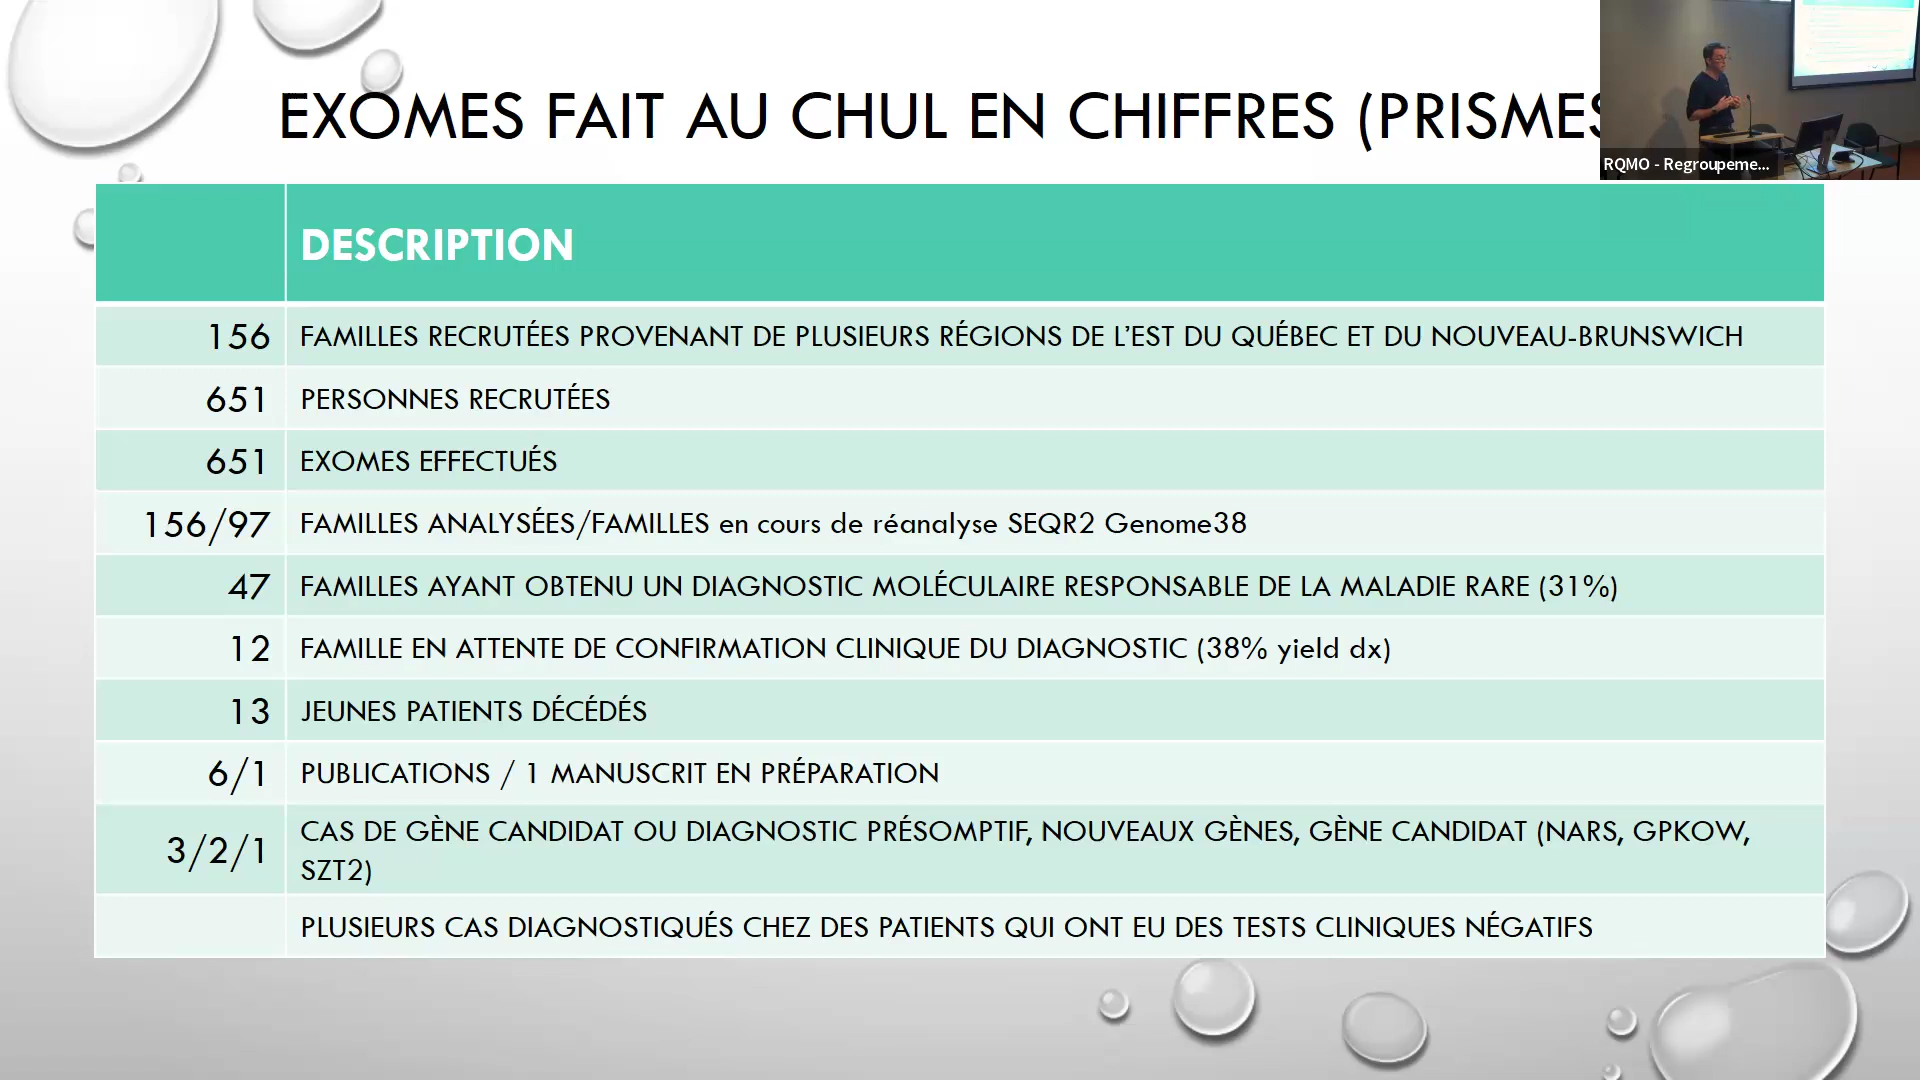 EXOMES FAIT AU CHUL EN CHIFFRES (PRISMES
RQMO - Regroupeme...
DESCRIPTION
156 FAMILLES RECRUTÉES PROVENANT DE PLUSIEURS RÉGIONS DE L’EST DU QUÉBEC ET DU NOUVEAU-BRUNSWICH
651 PERSONNES RECRUTÉES
651 EXOMES EFFECTUÉS
156/97 FAMILLES ANALYSÉES/FAMILLES en cours de réanalyse SEQR2 Genome38
47 FAMILLES AYANT OBTENU UN DIAGNOSTIC MOLÉCULAIRE RESPONSABLE DE LA MALADIE RARE (31%)
12 FAMILLE EN ATTENTE DE CONFIRMATION CLINIQUE DU DIAGNOSTIC (38% yield dx)
13 JEUNES PATIENTS DÉCÉDÉS
6/1 PUBLICATIONS / 1 MANUSCRIT EN PRÉPARATION
3/2/1 CAS DE GÈNE CANDIDAT OU DIAGNOSTIC PRÉSOMPTIF, NOUVEAUX GÈNES, GÈNE CANDIDAT (NARS, GPKOW,
SZT2)
PLUSIEURS CAS DIAGNOSTIQUÉS CHEZ DES PATIENTS QUI ONT EU DES TESTS CLINIQUES NÉGATIFS